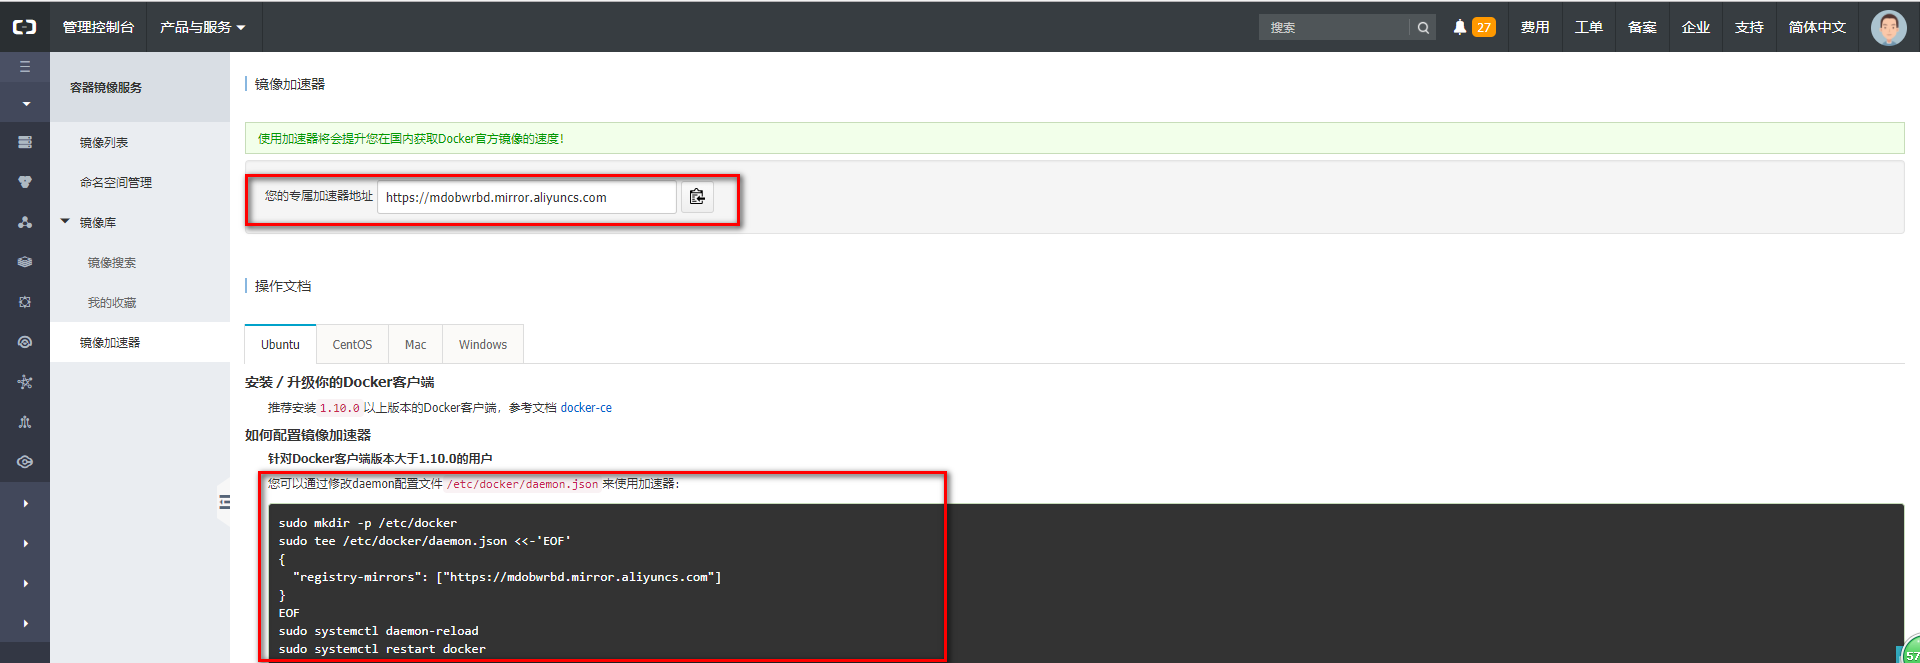 管理控制台 产品与服务 搜索 27 费用 工单 备案 企业 支持 简体中文
容器镜像服务
镜像列表
命名空间管理
镜像库
镜像搜索
我的收藏
镜像加速器
镜像加速器
使用加速器将会提升您在国内获取Docker官方镜像的速度!
您的专属加速器地址 https://mdobwrbd.mirror.aliyuncs.com
操作文档
Ubuntu CentOS Mac Windows
安装 / 升级你的Docker客户端
推荐安装 1.10.0 以上版本的Docker客户端，参考文档 docker-ce
如何配置镜像加速器
针对Docker客户端版本大于1.10.0的用户
您可以通过修改daemon配置文件 /etc/docker/daemon.json 来使用加速器:
sudo mkdir -p /etc/docker
sudo tee /etc/docker/daemon.json <<-'EOF'
{
"registry-mirrors": ["https://mdobwrbd.mirror.aliyuncs.com"]
}
EOF
sudo systemctl daemon-reload
sudo systemctl restart docker
57